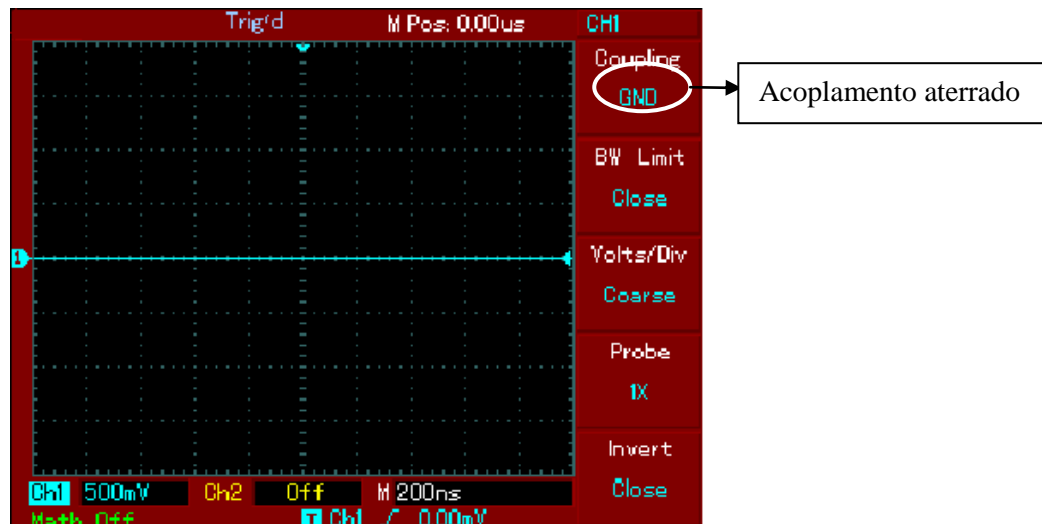 Trig'd M Pos: 0.00us CH1
Coupling
GND
Acoplamento aterrado
BW Limit
Close
1
Volts/Div
Coarse
Probe
1X
Invert
Close
Ch1 500mV Ch2 Off M 200ns
Math Off T Ch1 / 0.00mV